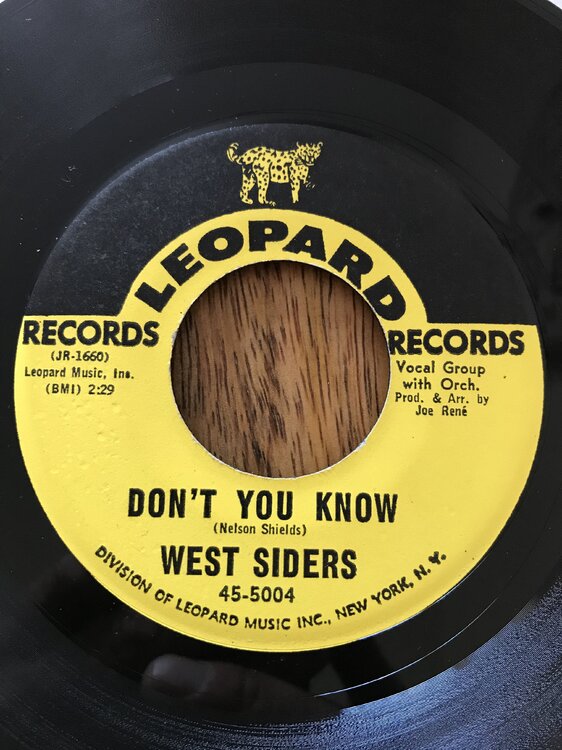 LEOPARD
RECORDS
(JR-1660)
Leopard Music, Inc.
(BMI) 2:29
RECORDS
Vocal Group
with Orch.
Prod. & Arr. by
Joe René
DON'T YOU KNOW
(Nelson Shields)
WEST SIDERS
45-5004
DIVISION OF LEOPARD MUSIC INC., NEW YORK, N. Y.